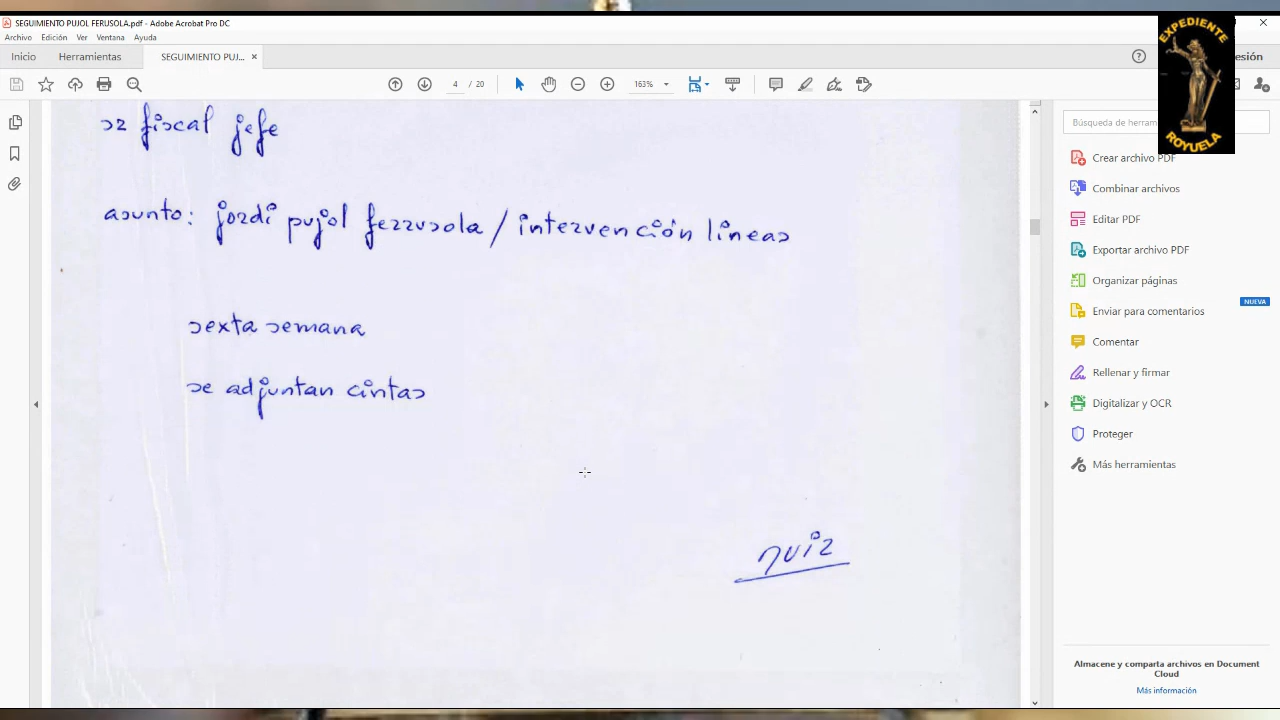 SEGUIMIENTO PUJOL FERUSOLA.pdf - Adobe Acrobat Pro DC
Archivo Edición Ver Ventana Ayuda
Inicio Herramientas SEGUIMIENTO PUJ... × esión
4 / 20 163%
EXPEDIENTE
ROYUELA
sr fiscal jefe
asunto: jordi pujol ferrusola / intervención lineas
sexta semana
se adjuntan cintas
ruiz
Búsqueda de herram
Crear archivo PDF
Combinar archivos
Editar PDF
Exportar archivo PDF
Organizar páginas
NUEVA
Enviar para comentarios
Comentar
Rellenar y firmar
Digitalizar y OCR
Proteger
Más herramientas
Almacene y comparta archivos en Document
Cloud
Más información